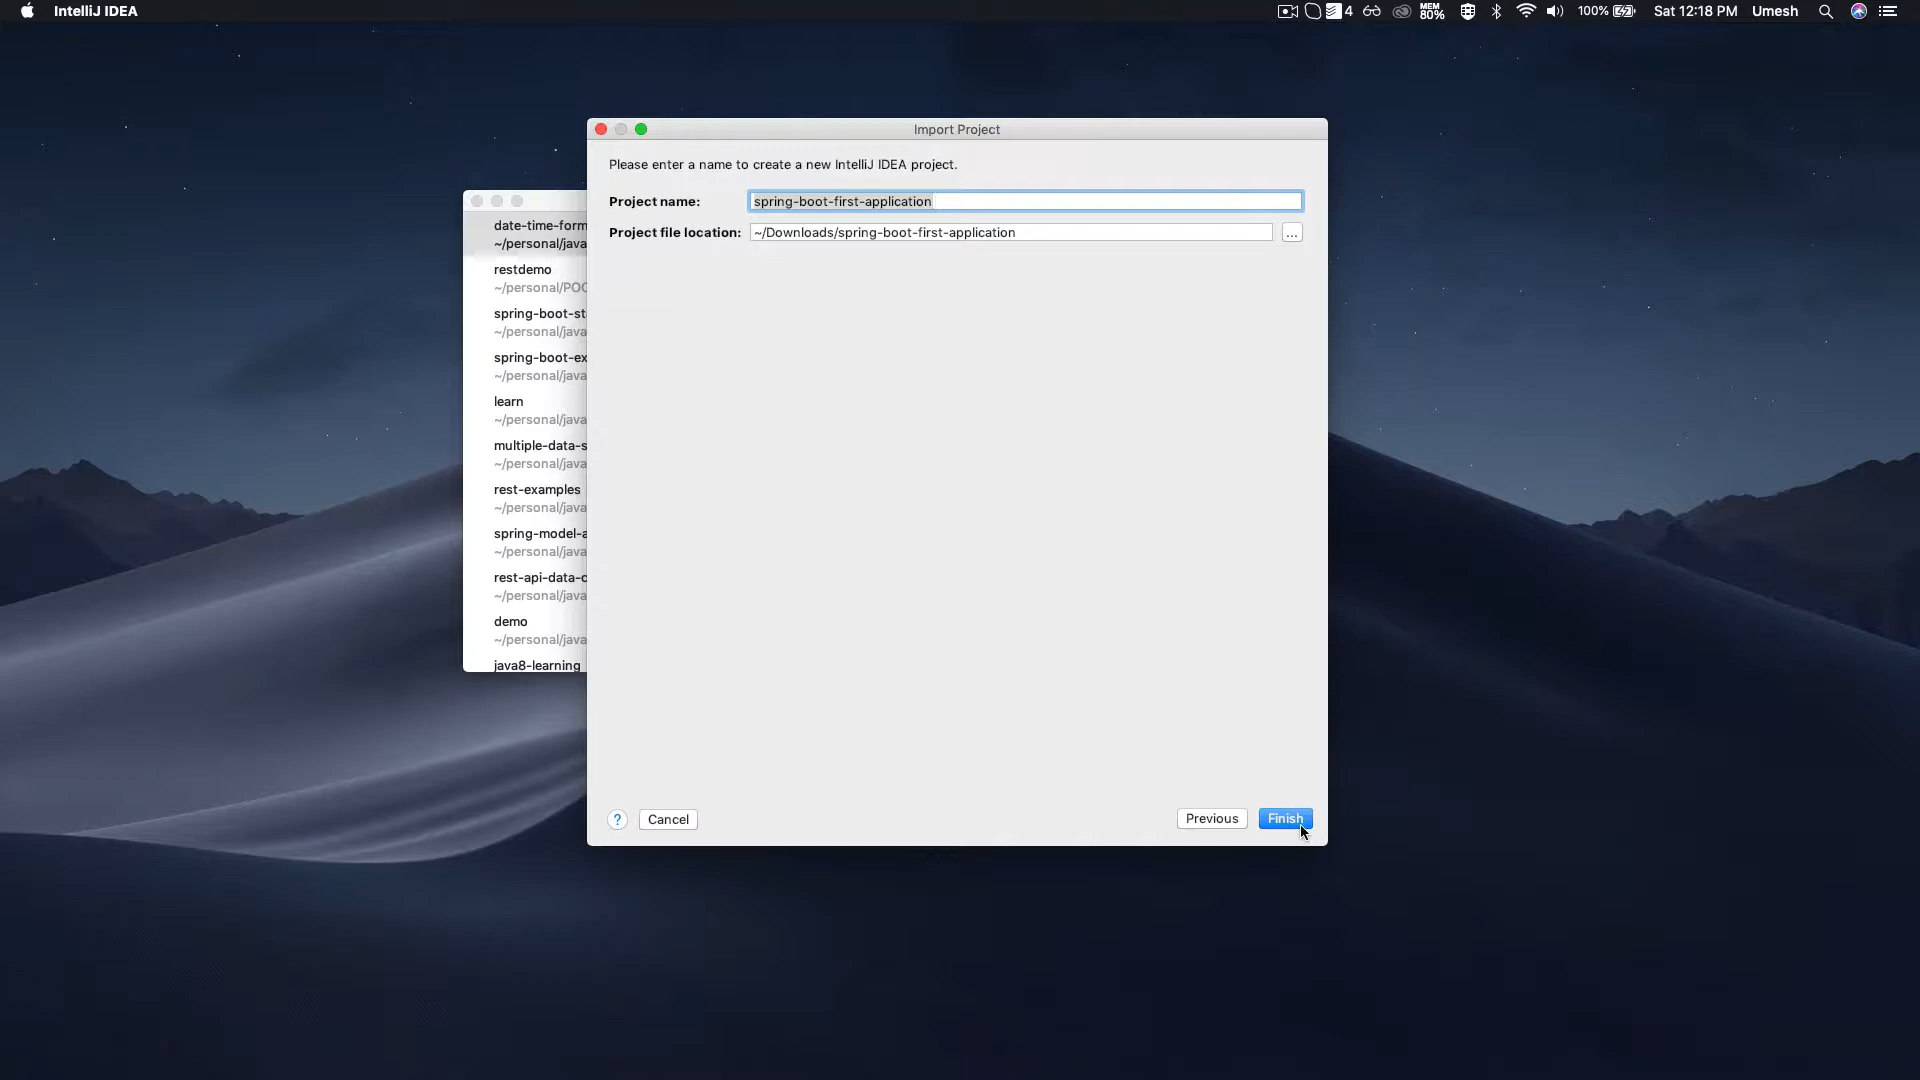 IntelliJ IDEA
4
MEM
80%
100%
Sat 12:18 PM
Umesh
Import Project
Please enter a name to create a new IntelliJ IDEA project.
Project name:
spring-boot-first-application
Project file location:
~/Downloads/spring-boot-first-application
...
date-time-form
~/personal/java
restdemo
~/personal/POC
spring-boot-st
~/personal/java
spring-boot-ex
~/personal/java
learn
~/personal/java
multiple-data-s
~/personal/java
rest-examples
~/personal/java
spring-model-a
~/personal/java
rest-api-data-c
~/personal/java
demo
~/personal/java
java8-learning
?
Cancel
Previous
Finish